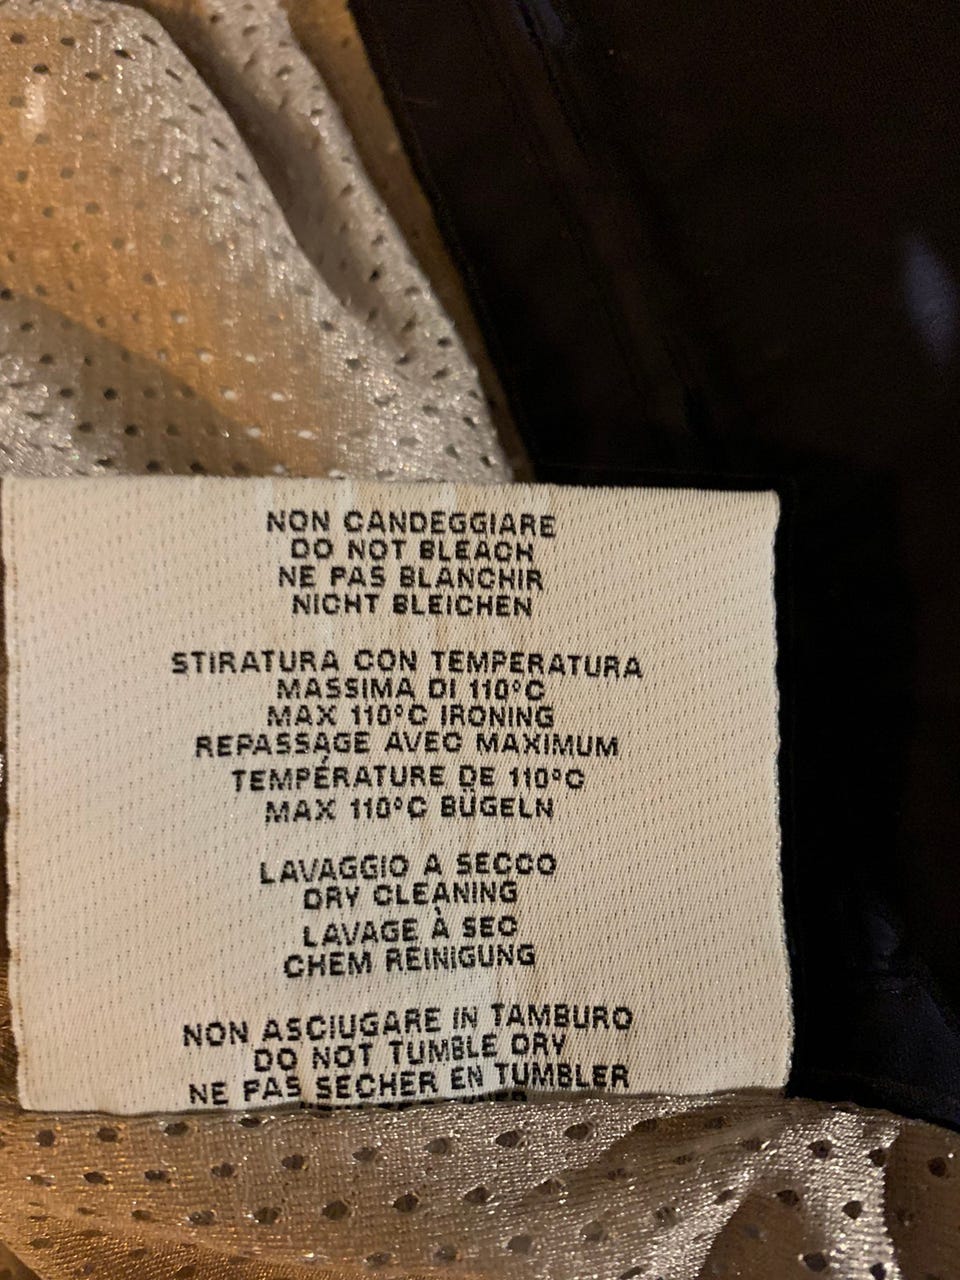 NON CANDEGGIARE
DO NOT BLEACH
NE PAS BLANCHIR
NICHT BLEICHEN
STIRATURA CON TEMPERATURA
MASSIMA DI 110°C
MAX 110°C IRONING
REPASSAGE AVEC MAXIMUM
TEMPÉRATURE DE 110°C
MAX 110°C BÜGELN
LAVAGGIO A SECCO
DRY CLEANING
LAVAGE À SEC
CHEM REINIGUNG
NON ASCIUGARE IN TAMBURO
DO NOT TUMBLE DRY
NE PAS SÉCHER EN TUMBLER